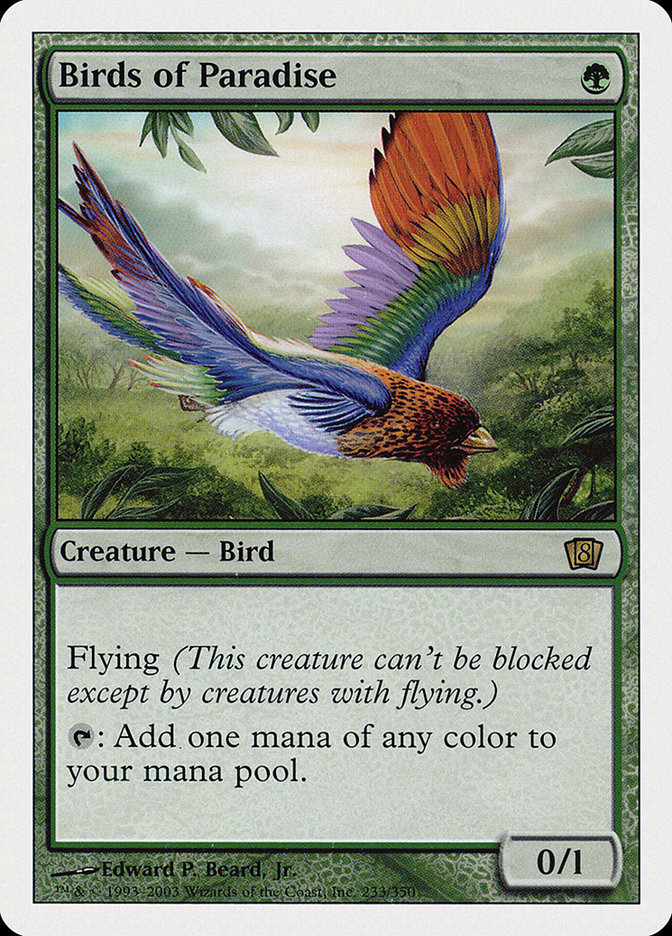 Birds of Paradise
Creature — Bird
8
Flying (This creature can't be blocked
except by creatures with flying.)
: Add one mana of any color to
your mana pool.
0/1
Edward P. Beard, Jr.
™ & © 1993–2003 Wizards of the Coast, Inc. 233/350